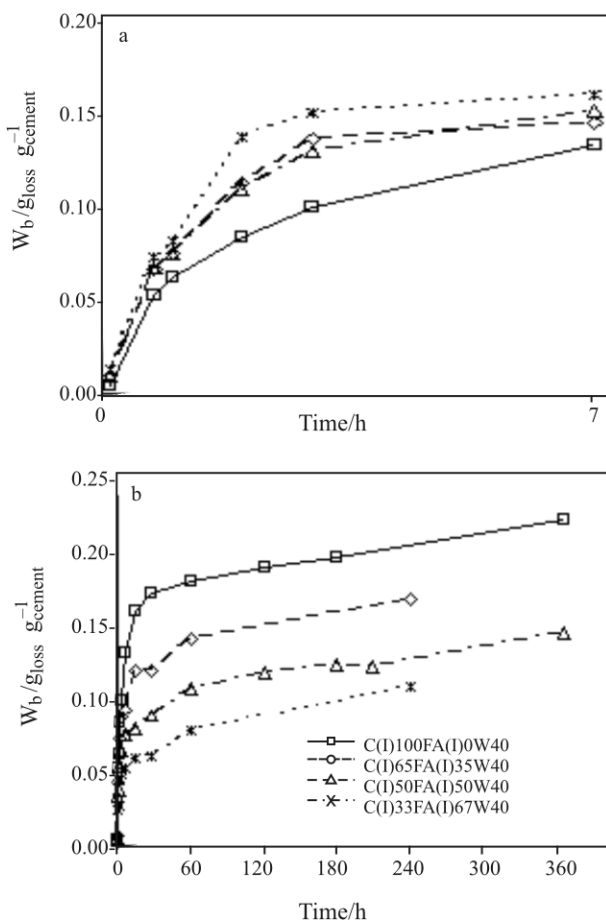 a
0.20
0.15
0.10
0.05
0.00
W_b/g_loss g_cement^-1
0
7
Time/h
b
0.25
0.20
0.15
0.10
0.05
0.00
W_b/g_loss g_cement^-1
C(I)100FA(I)0W40
C(I)65FA(I)35W40
C(I)50FA(I)50W40
C(I)33FA(I)67W40
0 60 120 180 240 300 360
Time/h